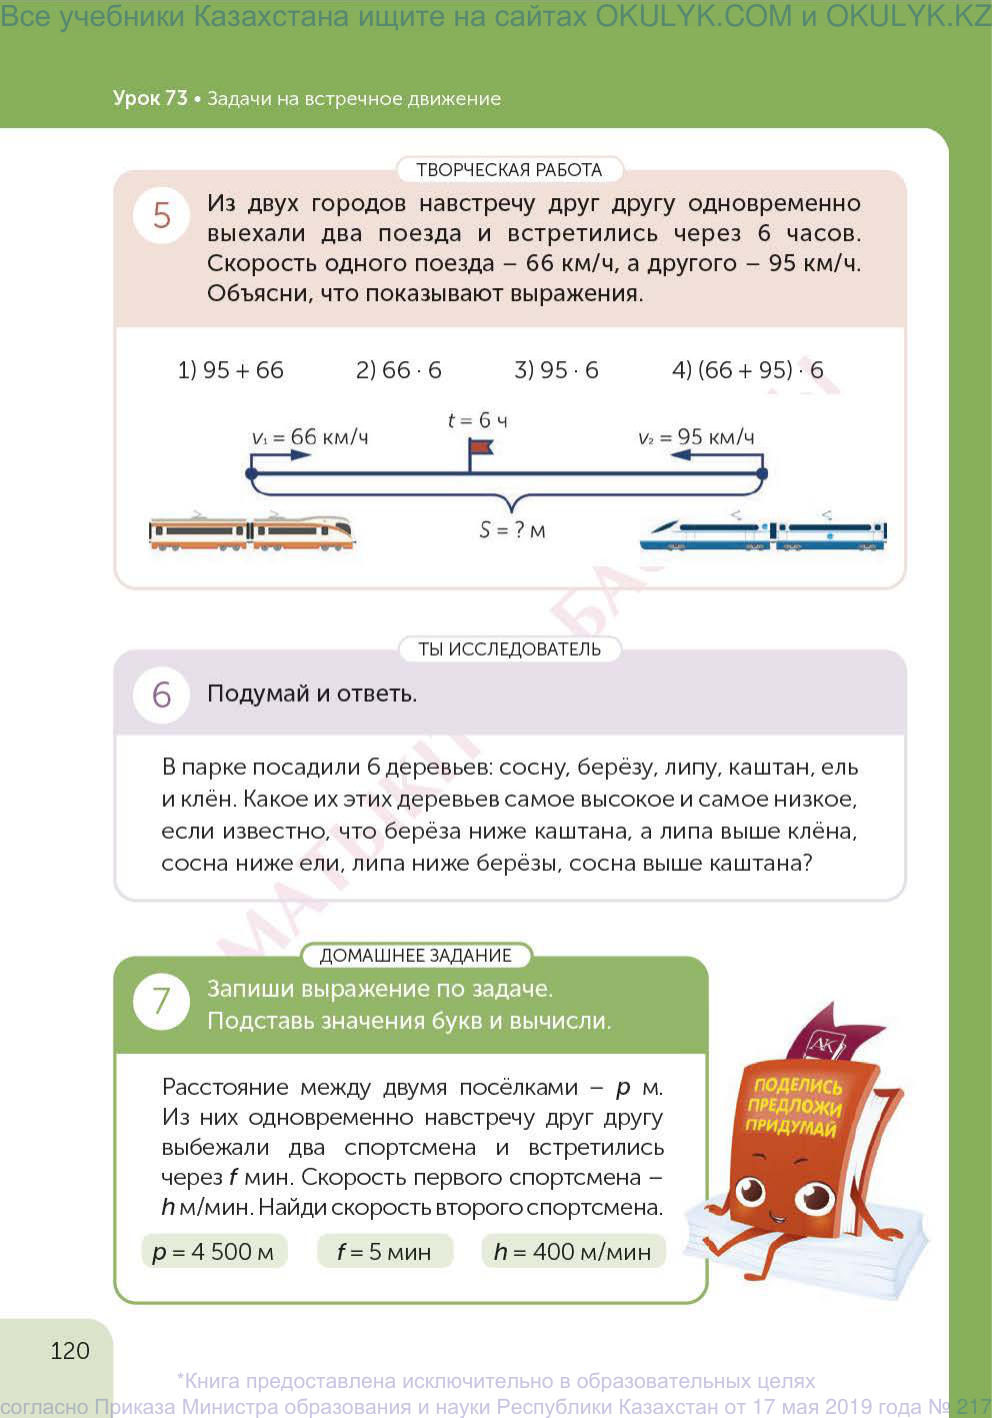 Все учебники Казахстана ищите на сайтах OKULYK.COM и OKULYK.KZ
Урок 73 • Задачи на встречное движение
ТВОРЧЕСКАЯ РАБОТА
5
Из двух городов навстречу друг другу одновременно
выехали два поезда и встретились через 6 часов.
Скорость одного поезда – 66 км/ч, а другого – 95 км/ч.
Объясни, что показывают выражения.
1) 95 + 66 2) 66 · 6 3) 95 · 6 4) (66 + 95) · 6
t = 6 ч
v₁ = 66 км/ч v₂ = 95 км/ч
S = ? м
ТЫ ИССЛЕДОВАТЕЛЬ
6
Подумай и ответь.
В парке посадили 6 деревьев: сосну, берёзу, липу, каштан, ель
и клён. Какое их этих деревьев самое высокое и самое низкое,
если известно, что берёза ниже каштана, а липа выше клёна,
сосна ниже ели, липа ниже берёзы, сосна выше каштана?
ДОМАШНЕЕ ЗАДАНИЕ
7
Запиши выражение по задаче.
Подставь значения букв и вычисли.
Расстояние между двумя посёлками – p м.
Из них одновременно навстречу друг другу
выбежали два спортсмена и встретились
через f мин. Скорость первого спортсмена –
h м/мин. Найди скорость второго спортсмена.
p = 4 500 м f = 5 мин h = 400 м/мин
АК
ПОДЕЛИСЬ
ПРЕДЛОЖИ
ПРИДУМАЙ
120
*Книга предоставлена исключительно в образовательных целях
согласно Приказа Министра образования и науки Республики Казахстан от 17 мая 2019 года № 217